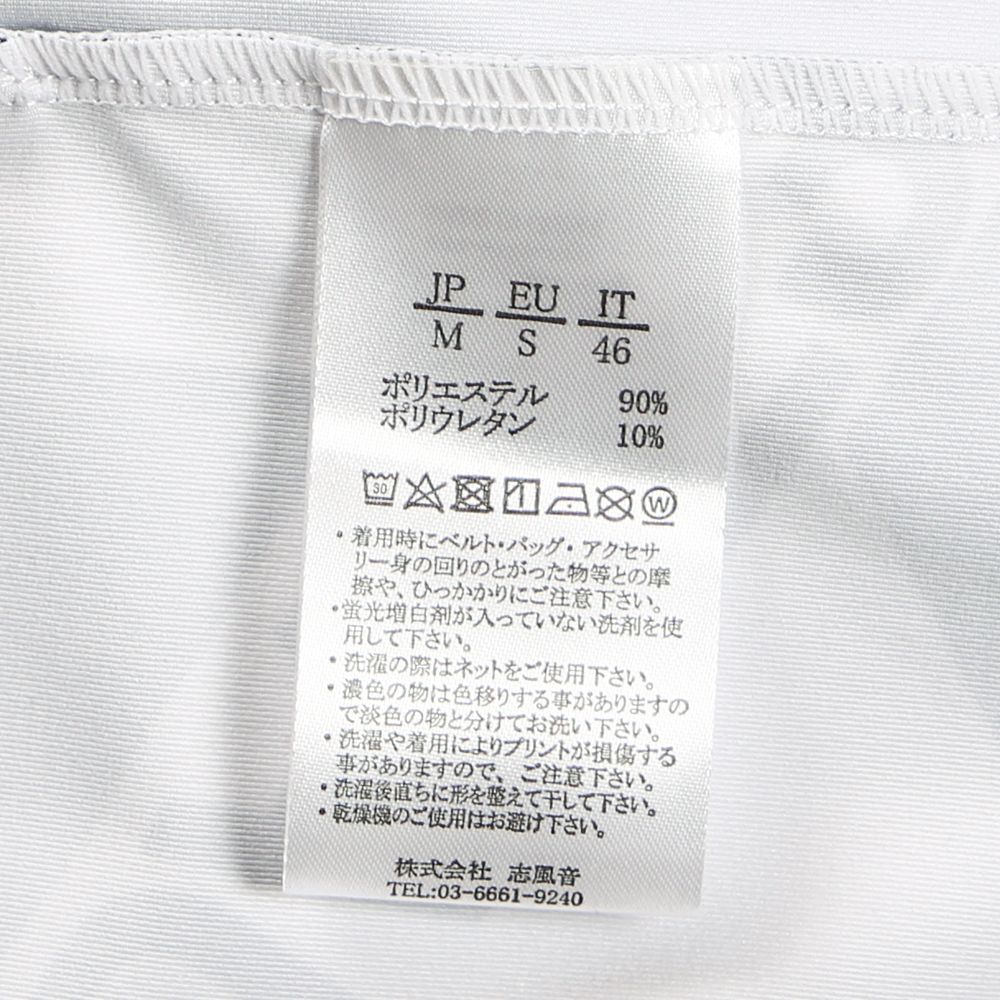 JP EU IT
M S 46
ポリエステル 90%
ポリウレタン 10%
30 W
・着用時にベルト・バッグ・アクセサ
リー身の回りのとがった物等との摩
擦や、ひっかかりにご注意下さい。
・蛍光増白剤が入っていない洗剤を使
用して下さい。
・洗濯の際はネットをご使用下さい。
・濃色の物は色移りする事がありますの
で淡色の物と分けてお洗い下さい。
・洗濯や着用によりプリントが損傷する
事がありますので、ご注意下さい。
・洗濯後直ちに形を整えて干して下さい。
・乾燥機のご使用はお避け下さい。
株式会社 志風音
TEL:03-6661-9240